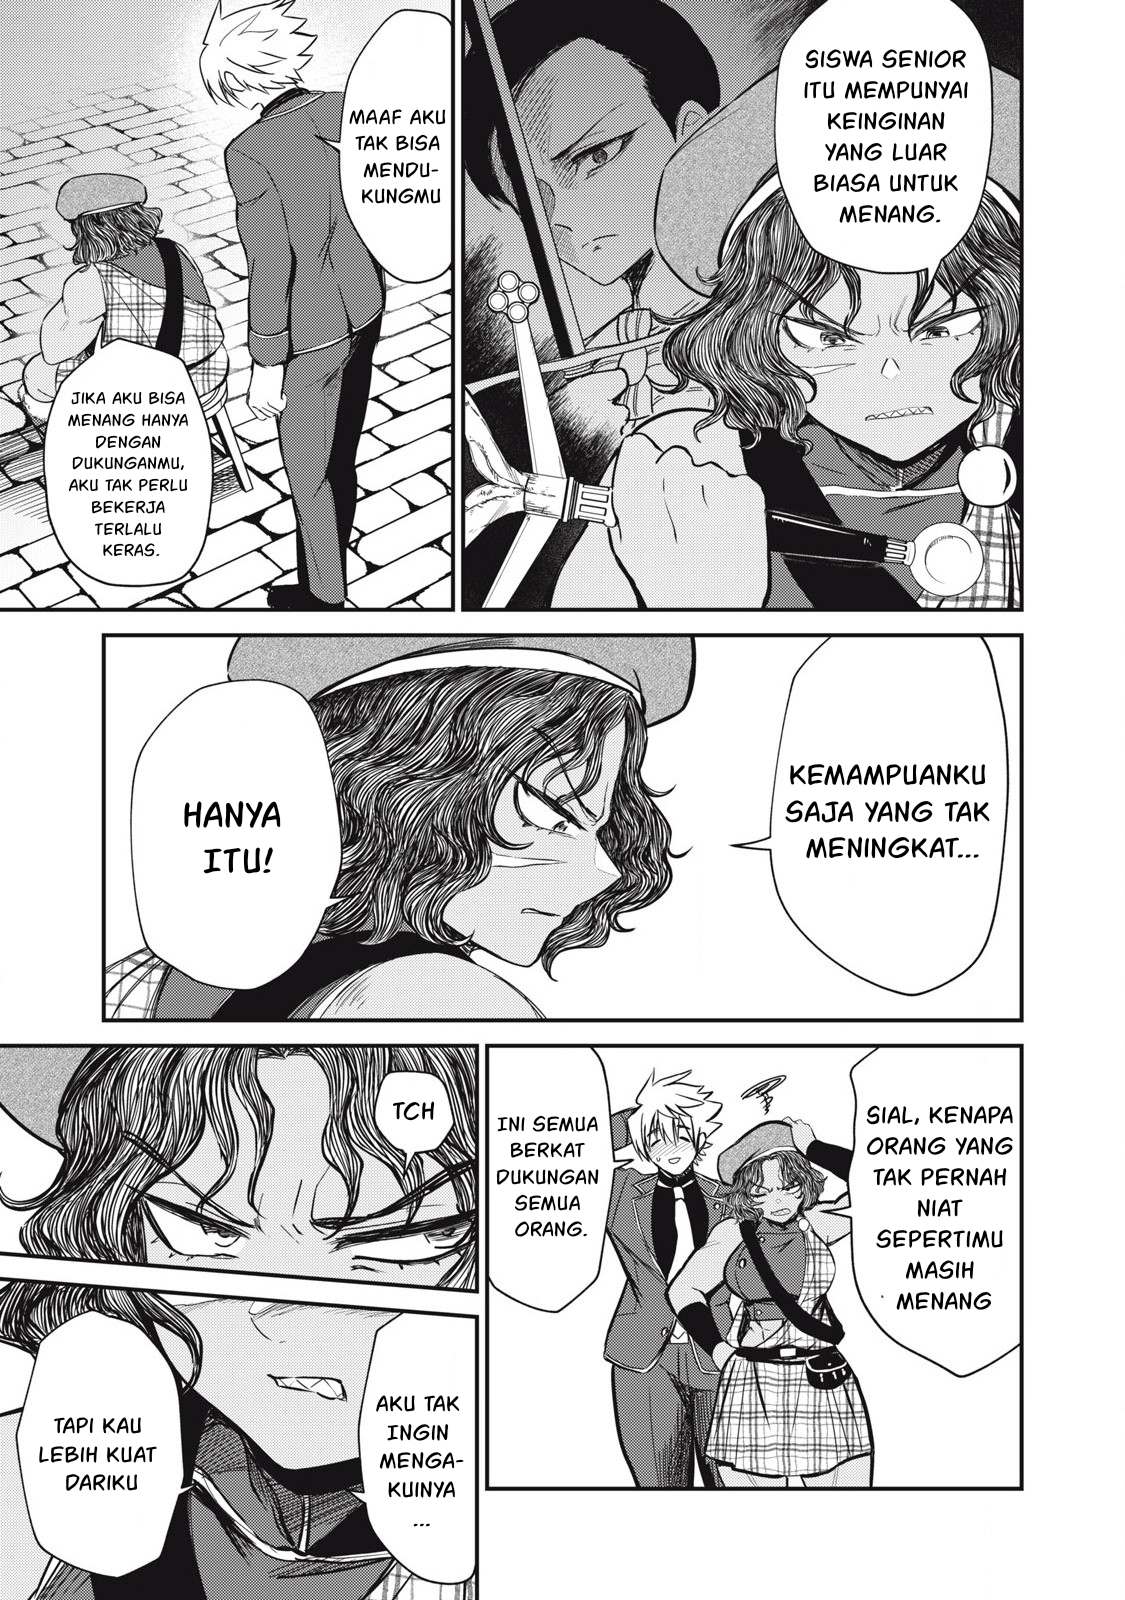 SISWA SENIOR
ITU MEMPUNYAI
KEINGINAN
YANG LUAR
BIASA UNTUK
MENANG.
MAAF AKU
TAK BISA
MENDU-
KUNGMU
JIKA AKU BISA
MENANG HANYA
DENGAN
DUKUNGANMU,
AKU TAK PERLU
BEKERJA
TERLALU
KERAS.
KEMAMPUANKU
SAJA YANG TAK
MENINGKAT...
HANYA
ITU!
SIAL, KENAPA
ORANG YANG
TAK PERNAH
NIAT
SEPERTIMU
MASIH
MENANG
INI SEMUA
BERKAT
DUKUNGAN
SEMUA
ORANG.
TCH
AKU TAK
INGIN
MENGA-
KUINYA
...
TAPI KAU
LEBIH KUAT
DARIKU